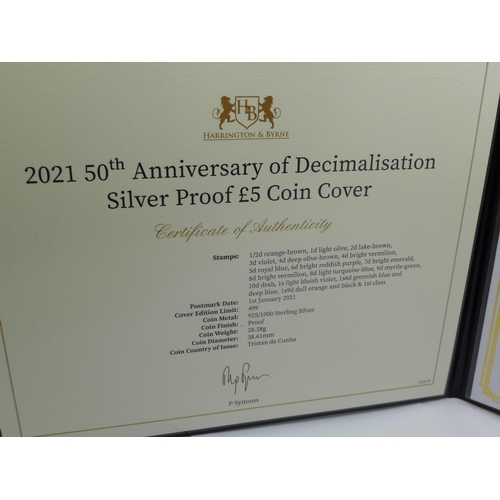 HB
HARRINGTON & BYRNE
2021 50th Anniversary of Decimalisation
Silver Proof £5 Coin Cover
Certificate of Authenticity
Stamps: 1/2d orange-brown, 1d light olive, 2d lake-brown,
3d violet, 4d deep olive-brown, 4d bright vermilion,
5d royal blue, 6d bright reddish purple, 7d bright emerald,
8d bright vermilion, 8d light turquoise-blue, 9d myrtle-green,
10d drab, 1s light bluish violet, 1s6d greenish blue and
deep blue, 1s9d dull orange and black & 1st class
Postmark Date: 1st January 2021
Cover Edition Limit: 499
Coin Metal: 925/1000 Sterling Silver
Coin Finish: Proof
Coin Weight: 28.28g
Coin Diameter: 38.61mm
Coin Country of Issue: Tristan da Cunha
P Symons